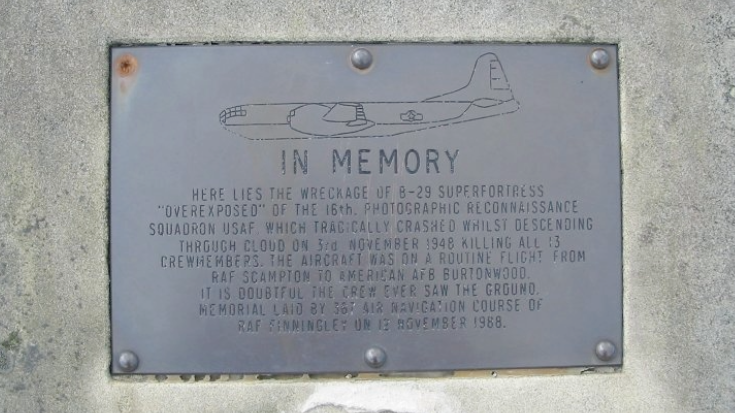 IN MEMORY
HERE LIES THE WRECKAGE OF B-29 SUPERFORTRESS
"OVEREXPOSED" OF THE 16th. PHOTOGRAPHIC RECONNAISSANCE
SQUADRON USAF, WHICH TRAGICALLY CRASHED WHILST DESCENDING
THROUGH CLOUD ON 3rd NOVEMBER 1948 KILLING ALL 13
CREWMEMBERS. THE AIRCRAFT WAS ON A ROUTINE FLIGHT FROM
RAF SCAMPTON TO AMERICAN AFB BURTONWOOD.
IT IS DOUBTFUL THE CREW EVER SAW THE GROUND.
MEMORIAL LAID BY 367 AIR NAVIGATION COURSE OF
RAF FINNINGLEY ON 12 NOVEMBER 1988.